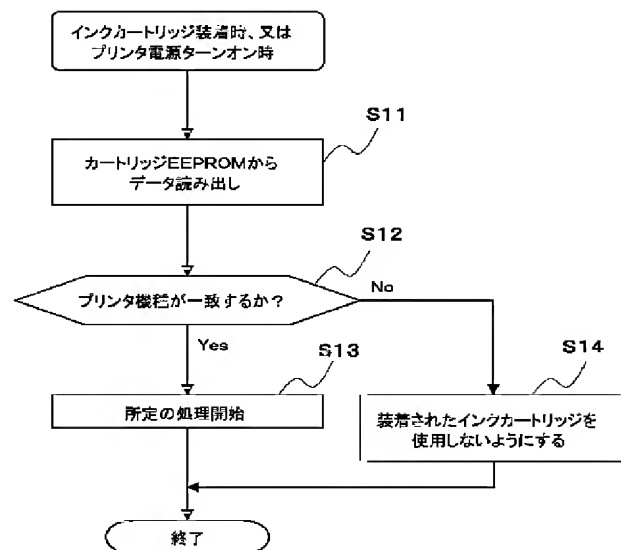 インクカートリッジ装着時、又は
プリンタ電源ターンオン時
S11
カートリッジEEPROMから
データ読み出し
S12
プリンタ機種が一致するか？
No
Yes
S13
所定の処理開始
S14
装着されたインクカートリッジを
使用しないようにする
終了